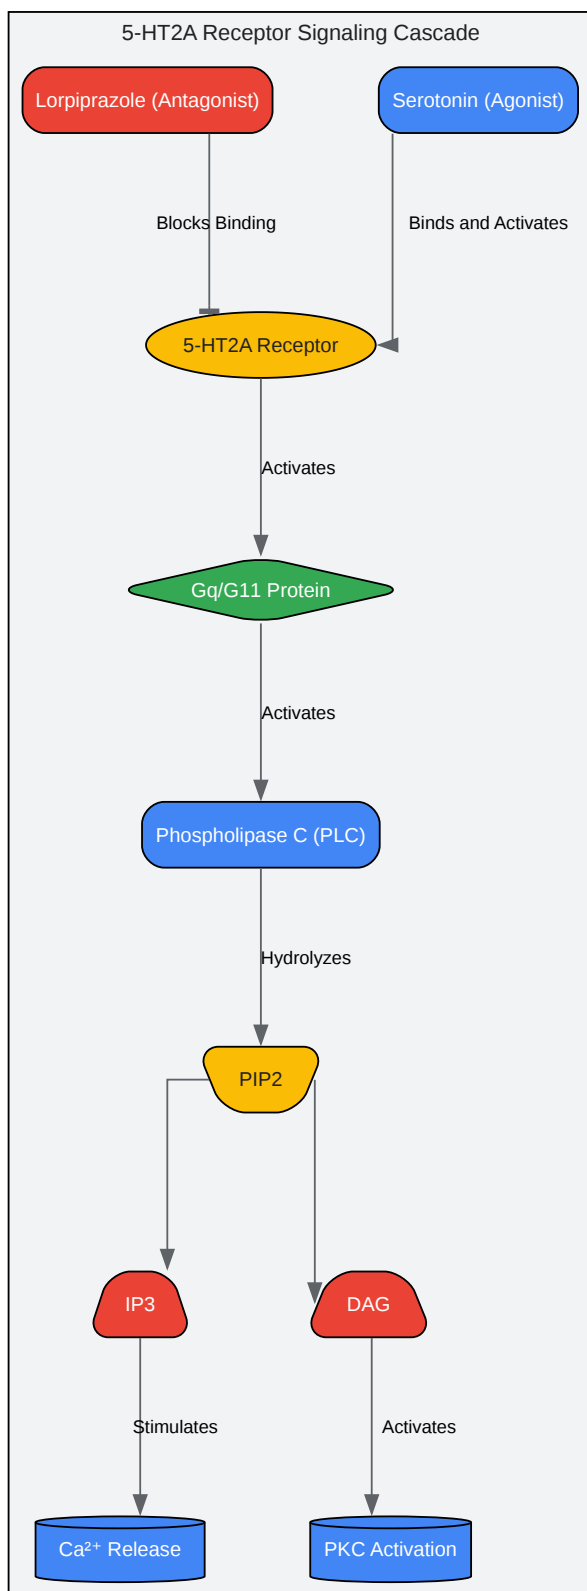 5-HT2A Receptor Signaling Cascade
Lorpiprazole (Antagonist)
Serotonin (Agonist)
Blocks Binding
Binds and Activates
5-HT2A Receptor
Activates
Gq/G11 Protein
Activates
Phospholipase C (PLC)
Hydrolyzes
PIP2
IP3
DAG
Stimulates
Activates
Ca²⁺ Release
PKC Activation